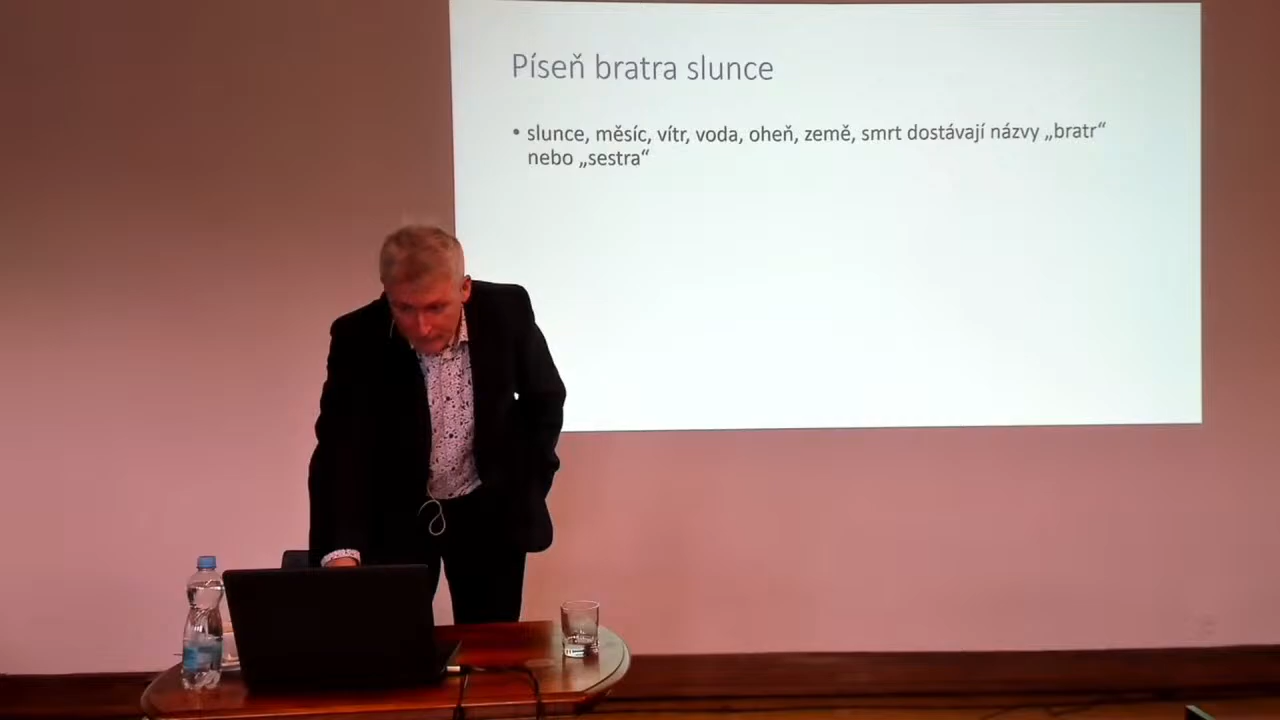 Píseň bratra slunce
• slunce, měsíc, vítr, voda, oheň, země, smrt dostávají názvy „bratr“
nebo „sestra“